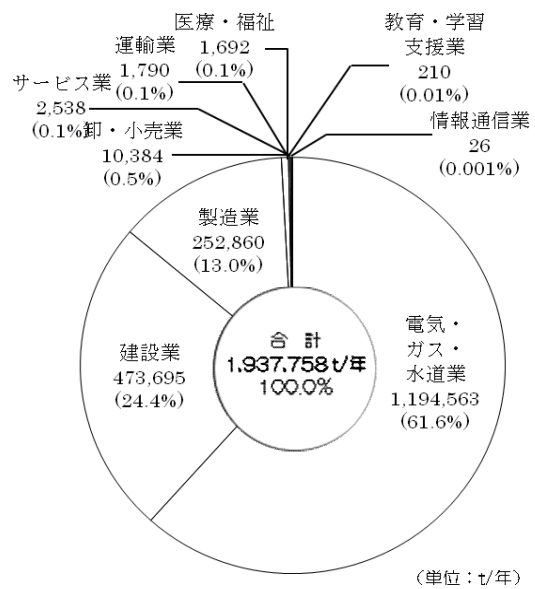 医療・福祉
1,692
(0.1%)
教育・学習
支援業
210
(0.01%)
運輸業
1,790
(0.1%)
サービス業
2,538
(0.1%)
卸・小売業
10,384
(0.5%)
情報通信業
26
(0.001%)
製造業
252,860
(13.0%)
建設業
473,695
(24.4%)
合 計
1,937,758t/年
100.0%
電気・
ガス・
水道業
1,194,563
(61.6%)
（単位：t/年）